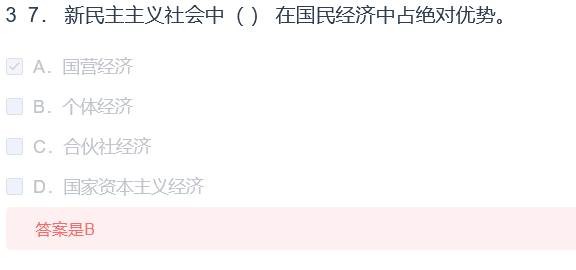 3 7. 新民主主义社会中（）在国民经济中占绝对优势。
A. 国营经济
B. 个体经济
C. 合伙社经济
D. 国家资本主义经济
答案是B